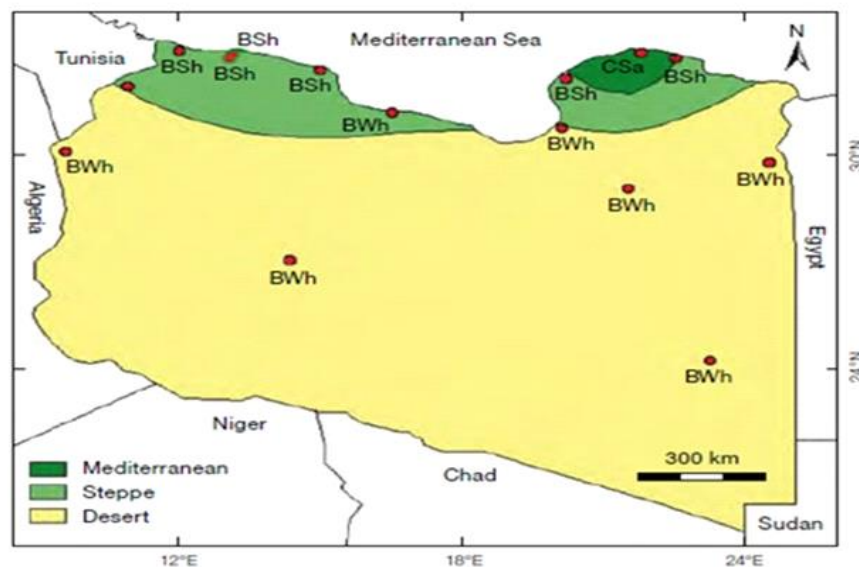 N
BSh
Mediterranean Sea
Tunisia
BSh
BSh
BSh
CSa
BSh
BSh
BWh
BWh
BWh
BWh
BWh
30°N
Algeria
Egypt
BWh
BWh
24°N
Niger
Chad
300 km
Mediterranean
Steppe
Desert
Sudan
12°E
18°E
24°E